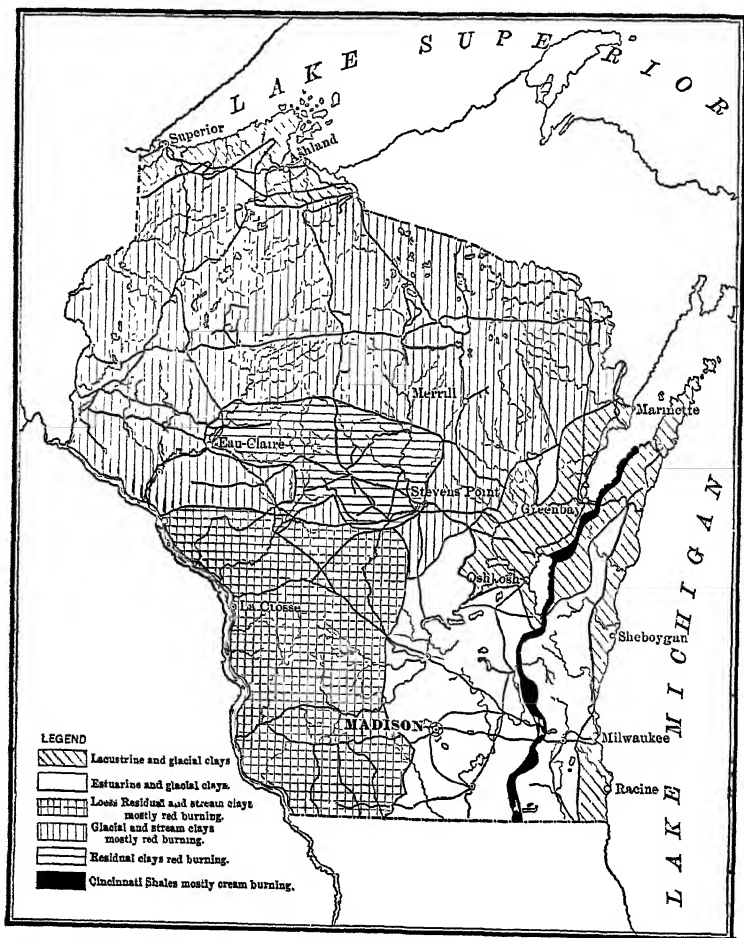 LAKE SUPERIOR
Superior
Ashland
Merrill
Marinette
Eau-Claire
Stevens Point
Greenbay
Oshkosh
La Crosse
Sheboygan
MADISON
Milwaukee
Racine
LAKE MICHIGAN
LEGEND
Lacustrine and glacial clays
Estuarine and glacial clays.
Loess Residual and stream clays
mostly red burning.
Glacial and stream clays
mostly red burning.
Residual clays red burning.
Cincinnati Shales mostly cream burning.